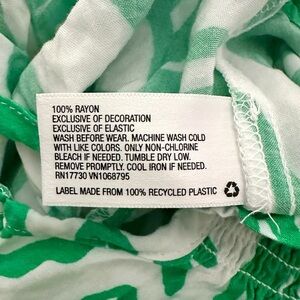 100% RAYON
EXCLUSIVE OF DECORATION
EXCLUSIVE OF ELASTIC
WASH BEFORE WEAR. MACHINE WASH COLD
WITH LIKE COLORS. ONLY NON-CHLORINE
BLEACH IF NEEDED. TUMBLE DRY LOW.
REMOVE PROMPTLY. COOL IRON IF NEEDED.
RN17730 VN1068795
LABEL MADE FROM 100% RECYCLED PLASTIC